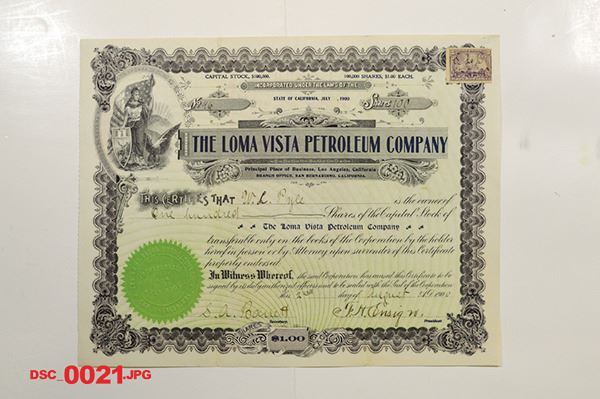 CAPITAL STOCK, $100,000. 100,000 SHARES, $1.00 EACH.
INCORPORATED UNDER THE LAWS OF THE
STATE OF CALIFORNIA, JULY 1900
No. Shares 100
THE LOMA VISTA PETROLEUM COMPANY
Principal Place of Business, Los Angeles, California
BRANCH OFFICE, SAN BERNARDINO, CALIFORNIA.
THIS CERTIFIES THAT W. C. Pyle is the owner of
One hundred Shares of the Capital Stock of
The Loma Vista Petroleum Company
transferable only on the books of the Corporation by the holder
hereof in person or by Attorney upon surrender of this Certificate
properly endorsed.
In Witness Whereof, the said Corporation has caused this Certificate to be
signed by its duly authorized officers and to be sealed with the Seal of the Corporation
this day of August A.D. 190
Secretary. President.
SHARES
$1.00
DSC_0021.JPG